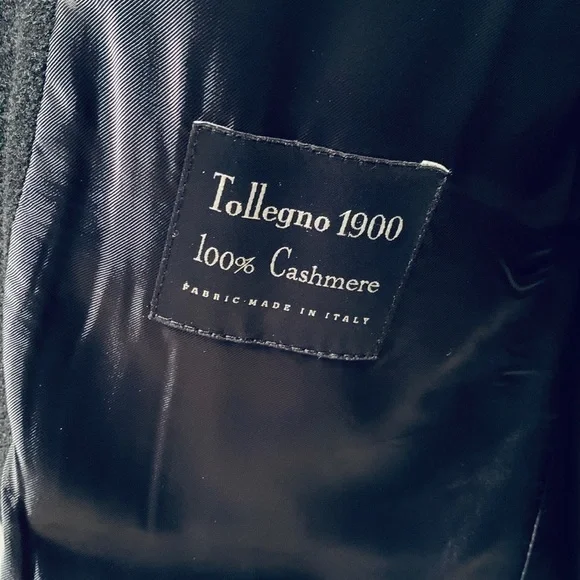 Tollegno 1900
100% Cashmere
FABRIC MADE IN ITALY